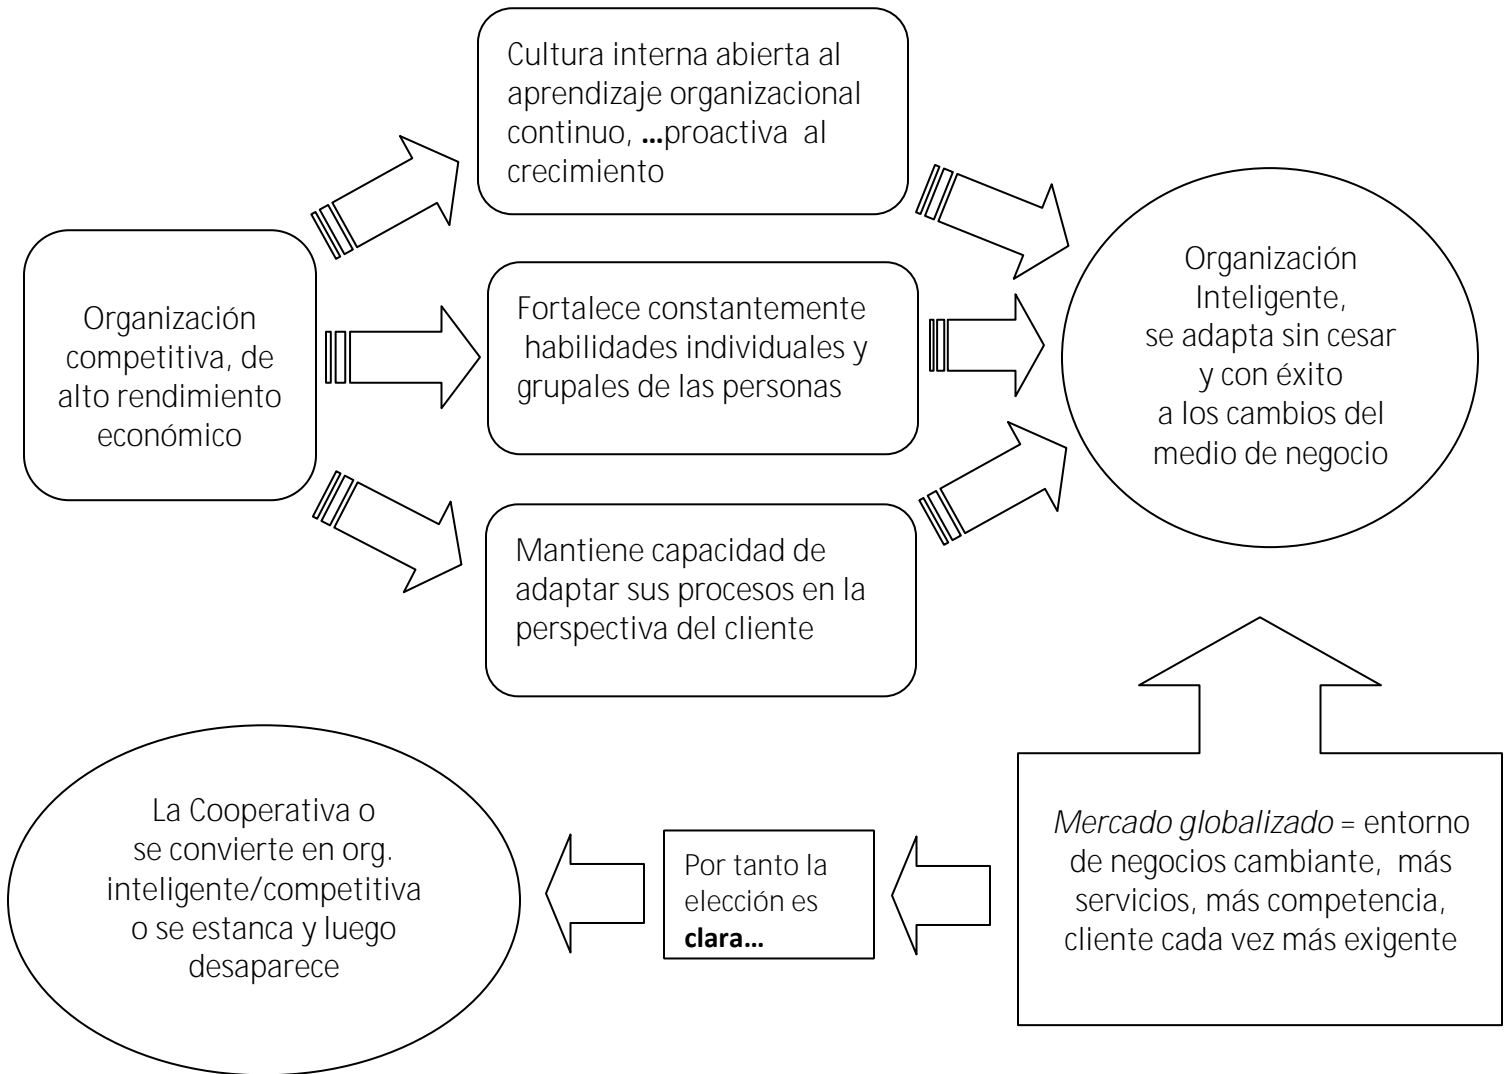 Cultura interna abierta al
aprendizaje organizacional
continuo, ...proactiva al
crecimiento
Organización
competitiva, de
alto rendimiento
económico
Fortalece constantemente
habilidades individuales y
grupales de las personas
Organización
Inteligente,
se adapta sin cesar
y con éxito
a los cambios del
medio de negocio
Mantiene capacidad de
adaptar sus procesos en la
perspectiva del cliente
Mercado globalizado = entorno
de negocios cambiante, más
servicios, más competencia,
cliente cada vez más exigente
Por tanto la
elección es
clara...
La Cooperativa o
se convierte en org.
inteligente/competitiva
o se estanca y luego
desaparece